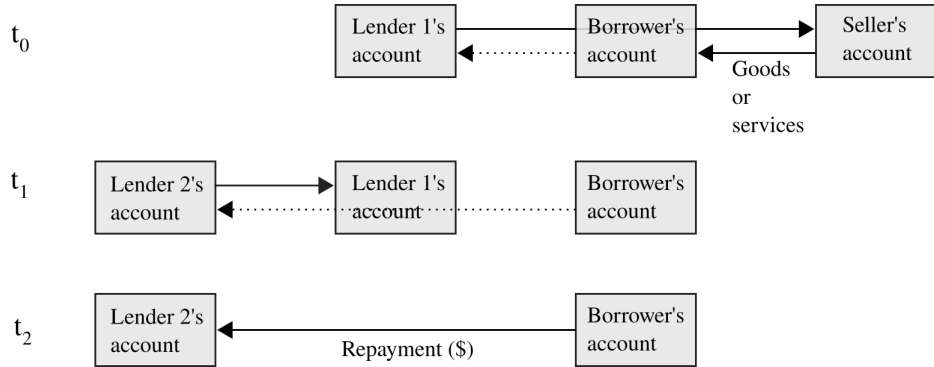 t0
Lender 1's
account
Borrower's
account
Seller's
account
Goods
or
services
t1
Lender 2's
account
Lender 1's
account
Borrower's
account
t2
Lender 2's
account
Repayment ($)
Borrower's
account